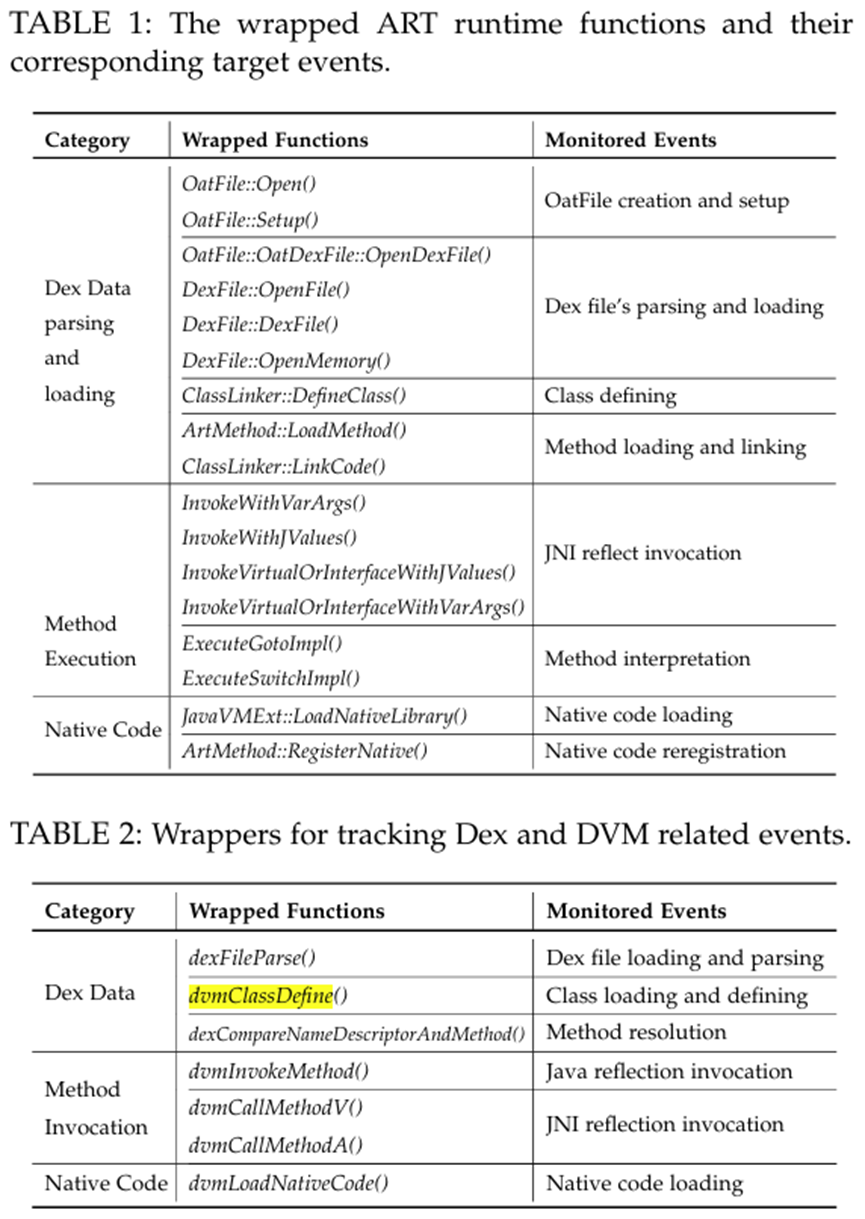 TABLE 1: The wrapped ART runtime functions and their
corresponding target events.
Category Wrapped Functions Monitored Events
OatFile::Open()
OatFile::Setup()
OatFile creation and setup
OatFile::OatDexFile::OpenDexFile()
DexFile::OpenFile()
DexFile::DexFile()
DexFile::OpenMemory()
Dex file's parsing and loading
Dex Data
parsing
and
loading
ClassLinker::DefineClass() Class defining
ArtMethod::LoadMethod()
ClassLinker::LinkCode()
Method loading and linking
InvokeWithVarArgs()
InvokeWithJValues()
InvokeVirtualOrInterfaceWithJValues()
InvokeVirtualOrInterfaceWithVarArgs()
JNI reflect invocation
Method
Execution
ExecuteGotoImpl()
ExecuteSwitchImpl()
Method interpretation
Native Code
JavaVMExt::LoadNativeLibrary() Native code loading
ArtMethod::RegisterNative() Native code reregistration
TABLE 2: Wrappers for tracking Dex and DVM related events.
Category Wrapped Functions Monitored Events
Dex Data
dexFileParse() Dex file loading and parsing
dvmClassDefine() Class loading and defining
dexCompareNameDescriptorAndMethod() Method resolution
Method
Invocation
dvmInvokeMethod() Java reflection invocation
dvmCallMethodV()
dvmCallMethodA()
JNI reflection invocation
Native Code dvmLoadNativeCode() Native code loading